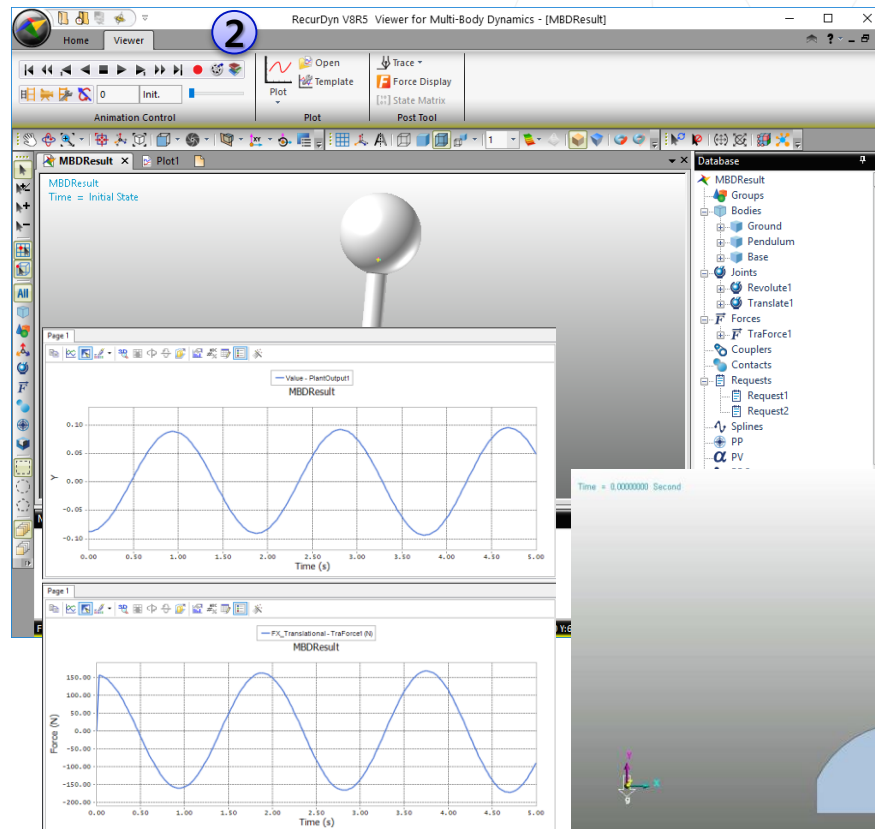 RecurDyn V8R5 Viewer for Multi-Body Dynamics - [MBDResult]
2
Home Viewer
0 Init.
Plot
Open
Template
Trace
Force Display
State Matrix
Animation Control Plot Post Tool
1
MBDResult Plot1
Database
MBDResult
Time = Initial State
All
MBDResult
Groups
Bodies
Ground
Pendulum
Base
Joints
Revolute1
Translate1
Forces
TraForce1
Couplers
Contacts
Requests
Request1
Request2
Splines
PP
PV
Page 1
Value - PlantOutput1
MBDResult
Y
0.10
0.05
0.00
-0.05
-0.10
0.00 0.50 1.00 1.50 2.00 2.50 3.00 3.50 4.00 4.50 5.00
Time (s)
Page 1
FX_Translational - TraForce1 (N)
MBDResult
Force (N)
150.00
100.00
50.00
0.00
-50.00
-100.00
-150.00
-200.00
0.00 0.50 1.00 1.50 2.00 2.50 3.00 3.50 4.00 4.50 5.00
Time (s)
Time = 0.00000000 Second
Y
X
g